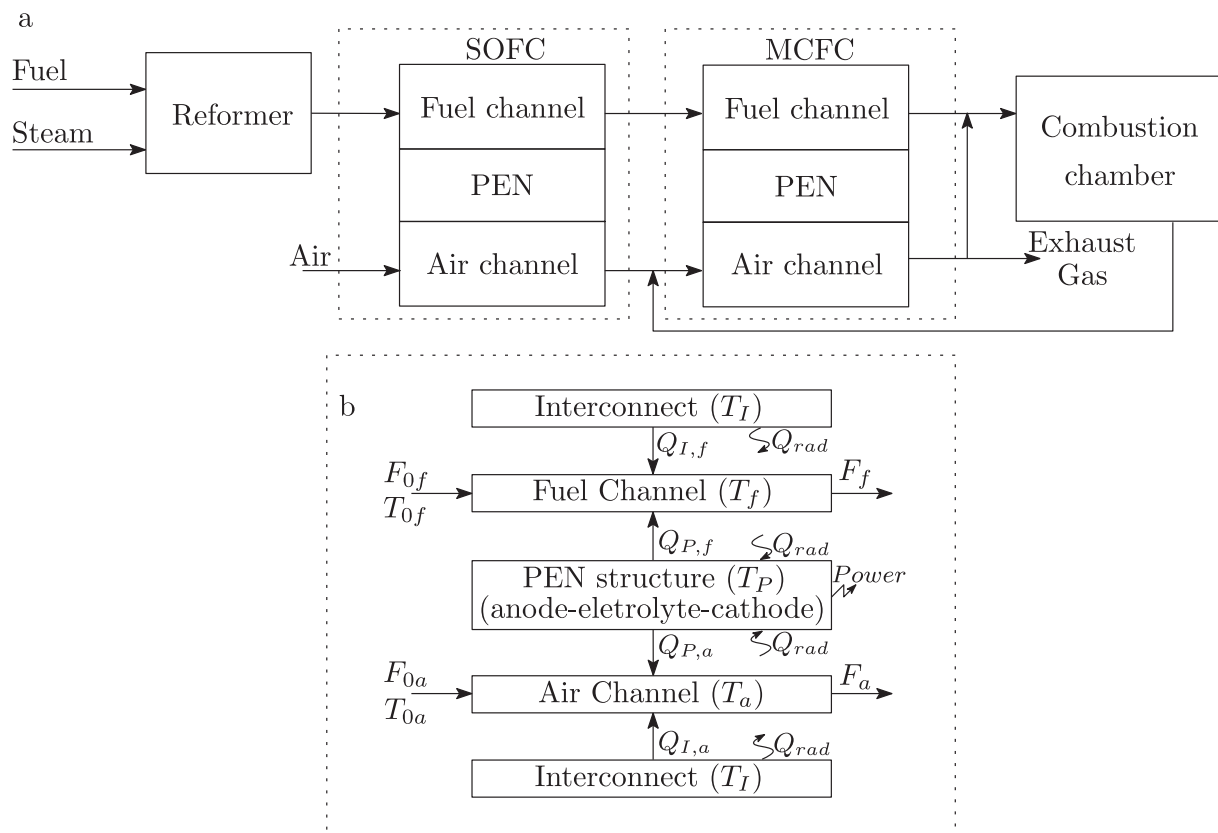 a
SOFC
MCFC
Fuel
Steam
Reformer
Fuel channel
PEN
Air channel
Air
Fuel channel
PEN
Air channel
Combustion
chamber
Exhaust
Gas
b
Interconnect (T_I)
Q_{I,f}
Q_{rad}
F_{0f}
T_{0f}
Fuel Channel (T_f)
F_f
Q_{P,f}
Q_{rad}
PEN structure (T_P)
(anode-eletrolyte-cathode)
Power
Q_{P,a}
Q_{rad}
F_{0a}
T_{0a}
Air Channel (T_a)
F_a
Q_{I,a}
Q_{rad}
Interconnect (T_I)